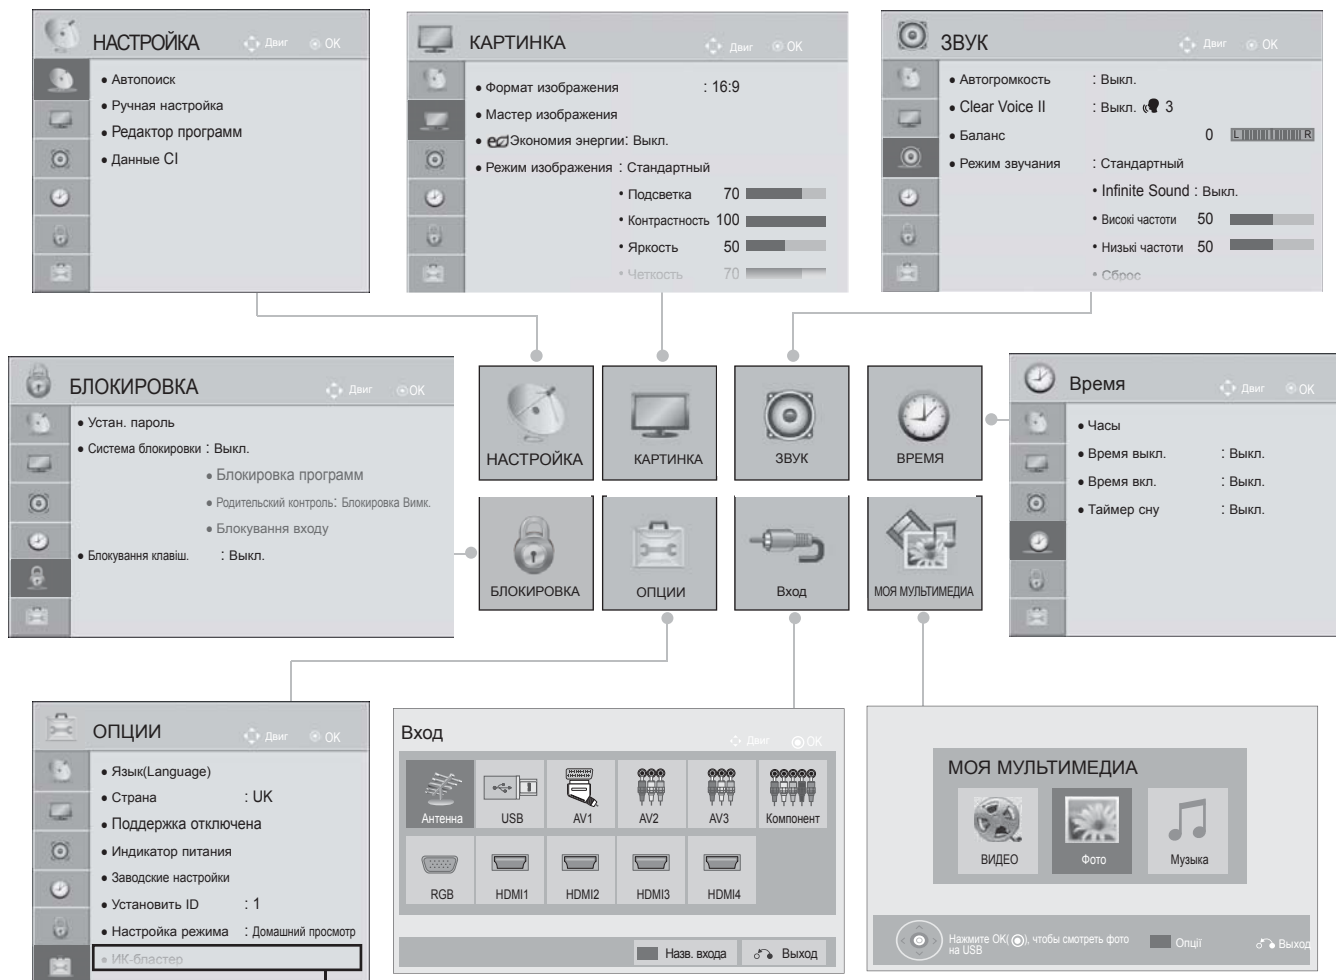 НАСТРОЙКА Двиг OK
• Автопоиск
• Ручная настройка
• Редактор программ
• Данные CI
КАРТИНКА Двиг OK
• Формат изображения : 16:9
• Мастер изображения
• Экономия энергии: Выкл.
• Режим изображения : Стандартный
• Подсветка 70
• Контрастность 100
• Яркость 50
• Четкость 70
ЗВУК Двиг OK
• Автогромкость : Выкл.
• Clear Voice II : Выкл. 3
• Баланс 0 L R
• Режим звучания : Стандартный
• Infinite Sound : Выкл.
• Високі частоти 50
• Низькі частоти 50
• Сброс
БЛОКИРОВКА Двиг OK
• Устан. пароль
• Система блокировки : Выкл.
• Блокировка программ
• Родительский контроль: Блокировка Вимк.
• Блокування входу
• Блокування клавіш. : Выкл.
НАСТРОЙКА
КАРТИНКА
ЗВУК
ВРЕМЯ
БЛОКИРОВКА
ОПЦИИ
Вход
МОЯ МУЛЬТИМЕДИА
Время Двиг OK
• Часы
• Время выкл. : Выкл.
• Время вкл. : Выкл.
• Таймер сну : Выкл.
ОПЦИИ Двиг OK
• Язык(Language)
• Страна : UK
• Поддержка отключена
• Индикатор питания
• Заводские настройки
• Установить ID : 1
• Настройка режима : Домашний просмотр
• ИК-бластер
Вход Двиг OK
Антенна USB AV1 AV2 AV3 Компонент
RGB HDMI1 HDMI2 HDMI3 HDMI4
Назв. входа Выход
МОЯ МУЛЬТИМЕДИА
ВИДЕО Фото Музыка
Нажмите OK( ), чтобы смотреть фото
на USB
Опції Выход